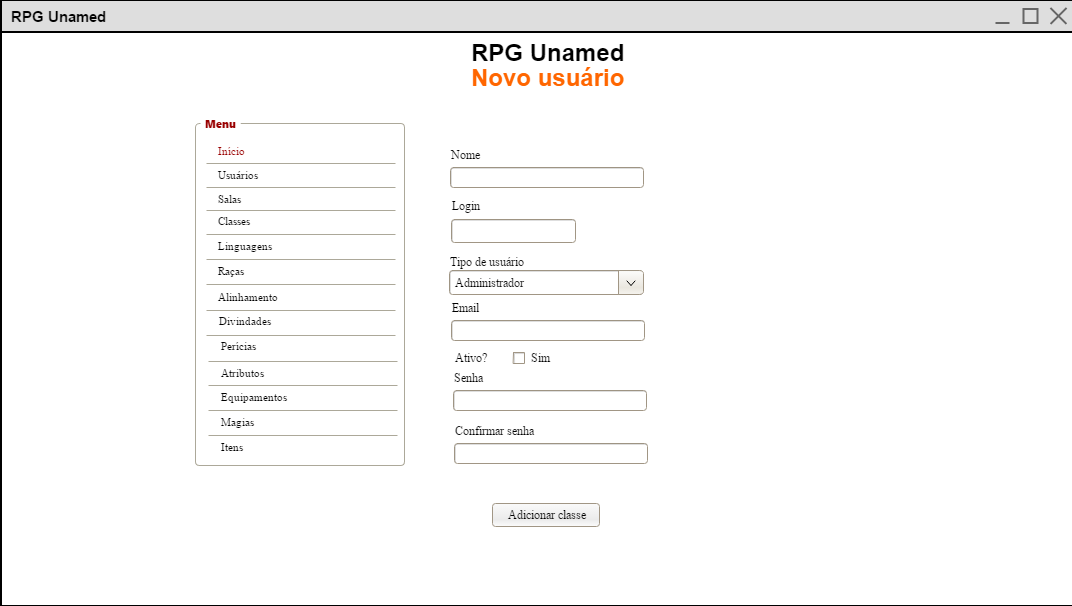 RPG Unamed
RPG Unamed
Novo usuário
Menu
Início
Usuários
Salas
Classes
Linguagens
Raças
Alinhamento
Divindades
Perícias
Atributos
Equipamentos
Magias
Itens
Nome
Login
Tipo de usuário
Administrador
Email
Ativo? Sim
Senha
Confirmar senha
Adicionar classe